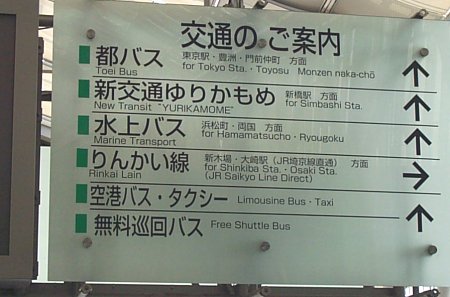 交通のご案内
都バス 東京駅・豊洲・門前仲町 方面
Toei Bus for Tokyo Sta.・Toyosu Monzen naka-chō
新交通ゆりかもめ 新橋駅 方面
New Transit "YURIKAMOME" for Simbashi Sta.
水上バス 浜松町・両国 方面
Marine Transport for Hamamatsucho・Ryougoku
りんかい線 新木場・大崎駅(JR埼京線直通) 方面
Rinkai Lain for Shinkiba Sta.・Osaki Sta.
(JR Saikyo Line Direct)
空港バス・タクシー Limousine Bus・Taxi
無料巡回バス Free Shuttle Bus